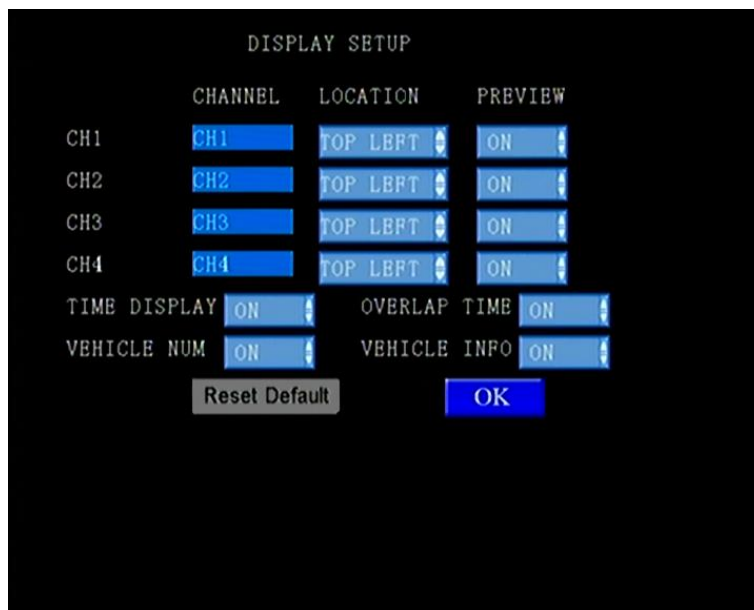 DISPLAY SETUP
CHANNEL LOCATION PREVIEW
CH1 CH1 TOP LEFT ON
CH2 CH2 TOP LEFT ON
CH3 CH3 TOP LEFT ON
CH4 CH4 TOP LEFT ON
TIME DISPLAY ON OVERLAP TIME ON
VEHICLE NUM ON VEHICLE INFO ON
Reset Default OK